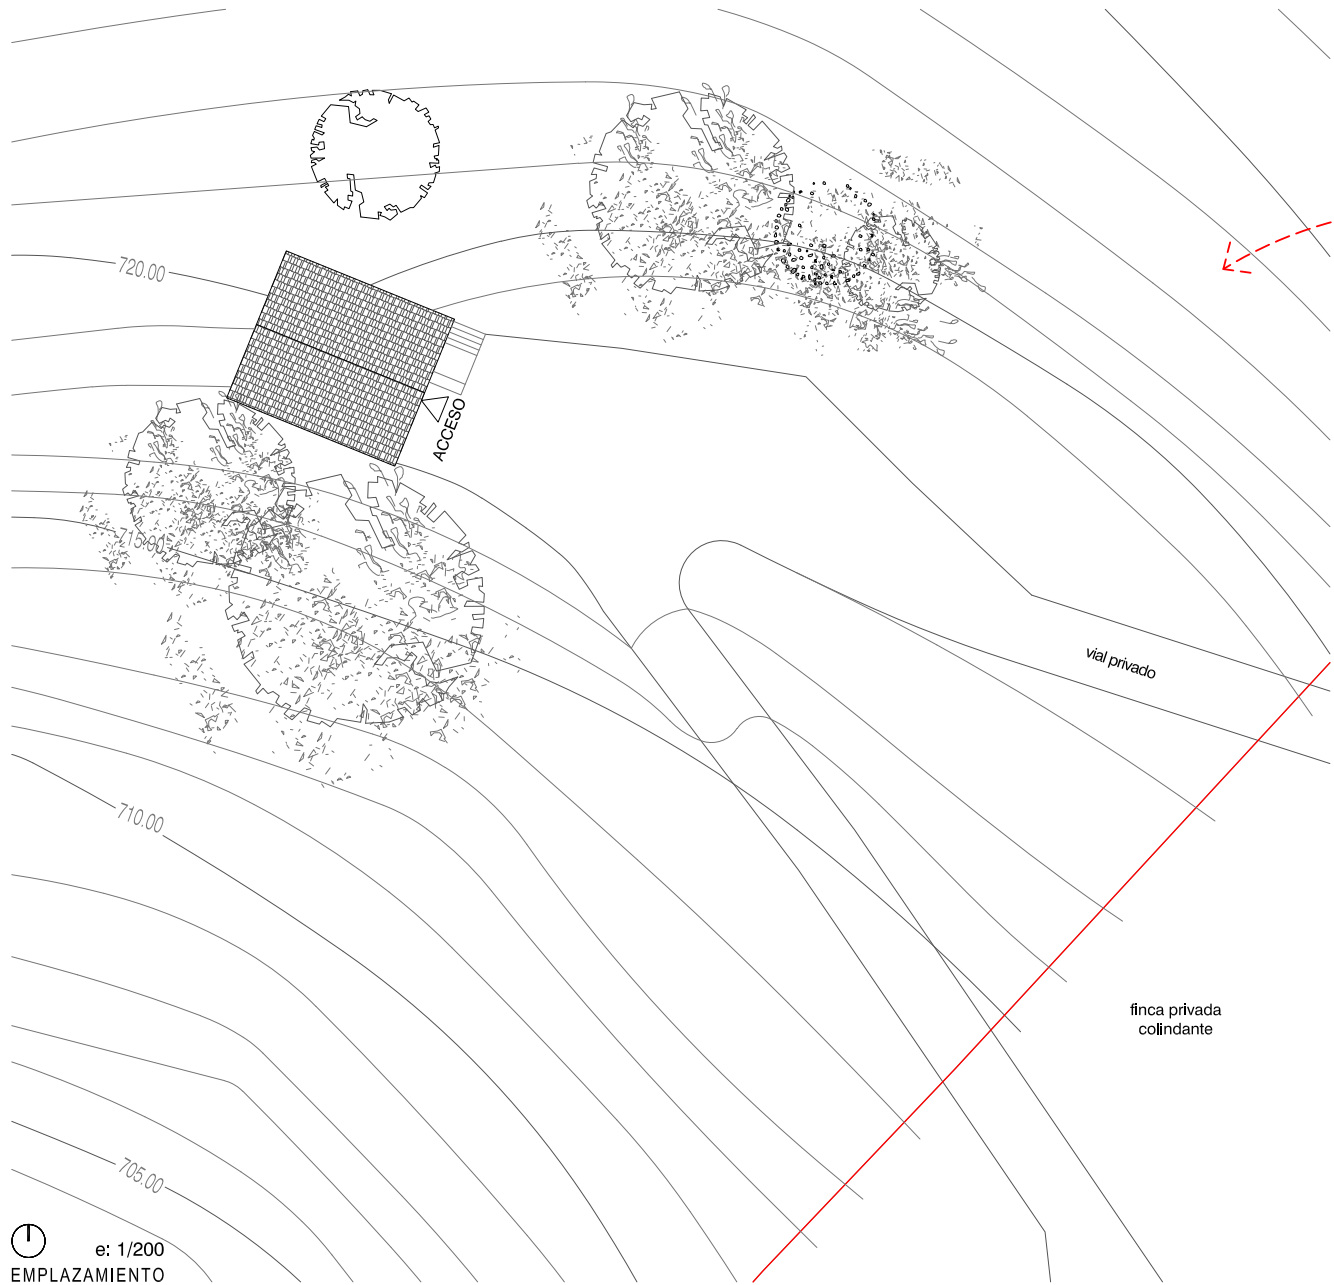 720.00
ACCESO
715.00
vial privado
710.00
finca privada
colindante
705.00
e: 1/200
EMPLAZAMIENTO